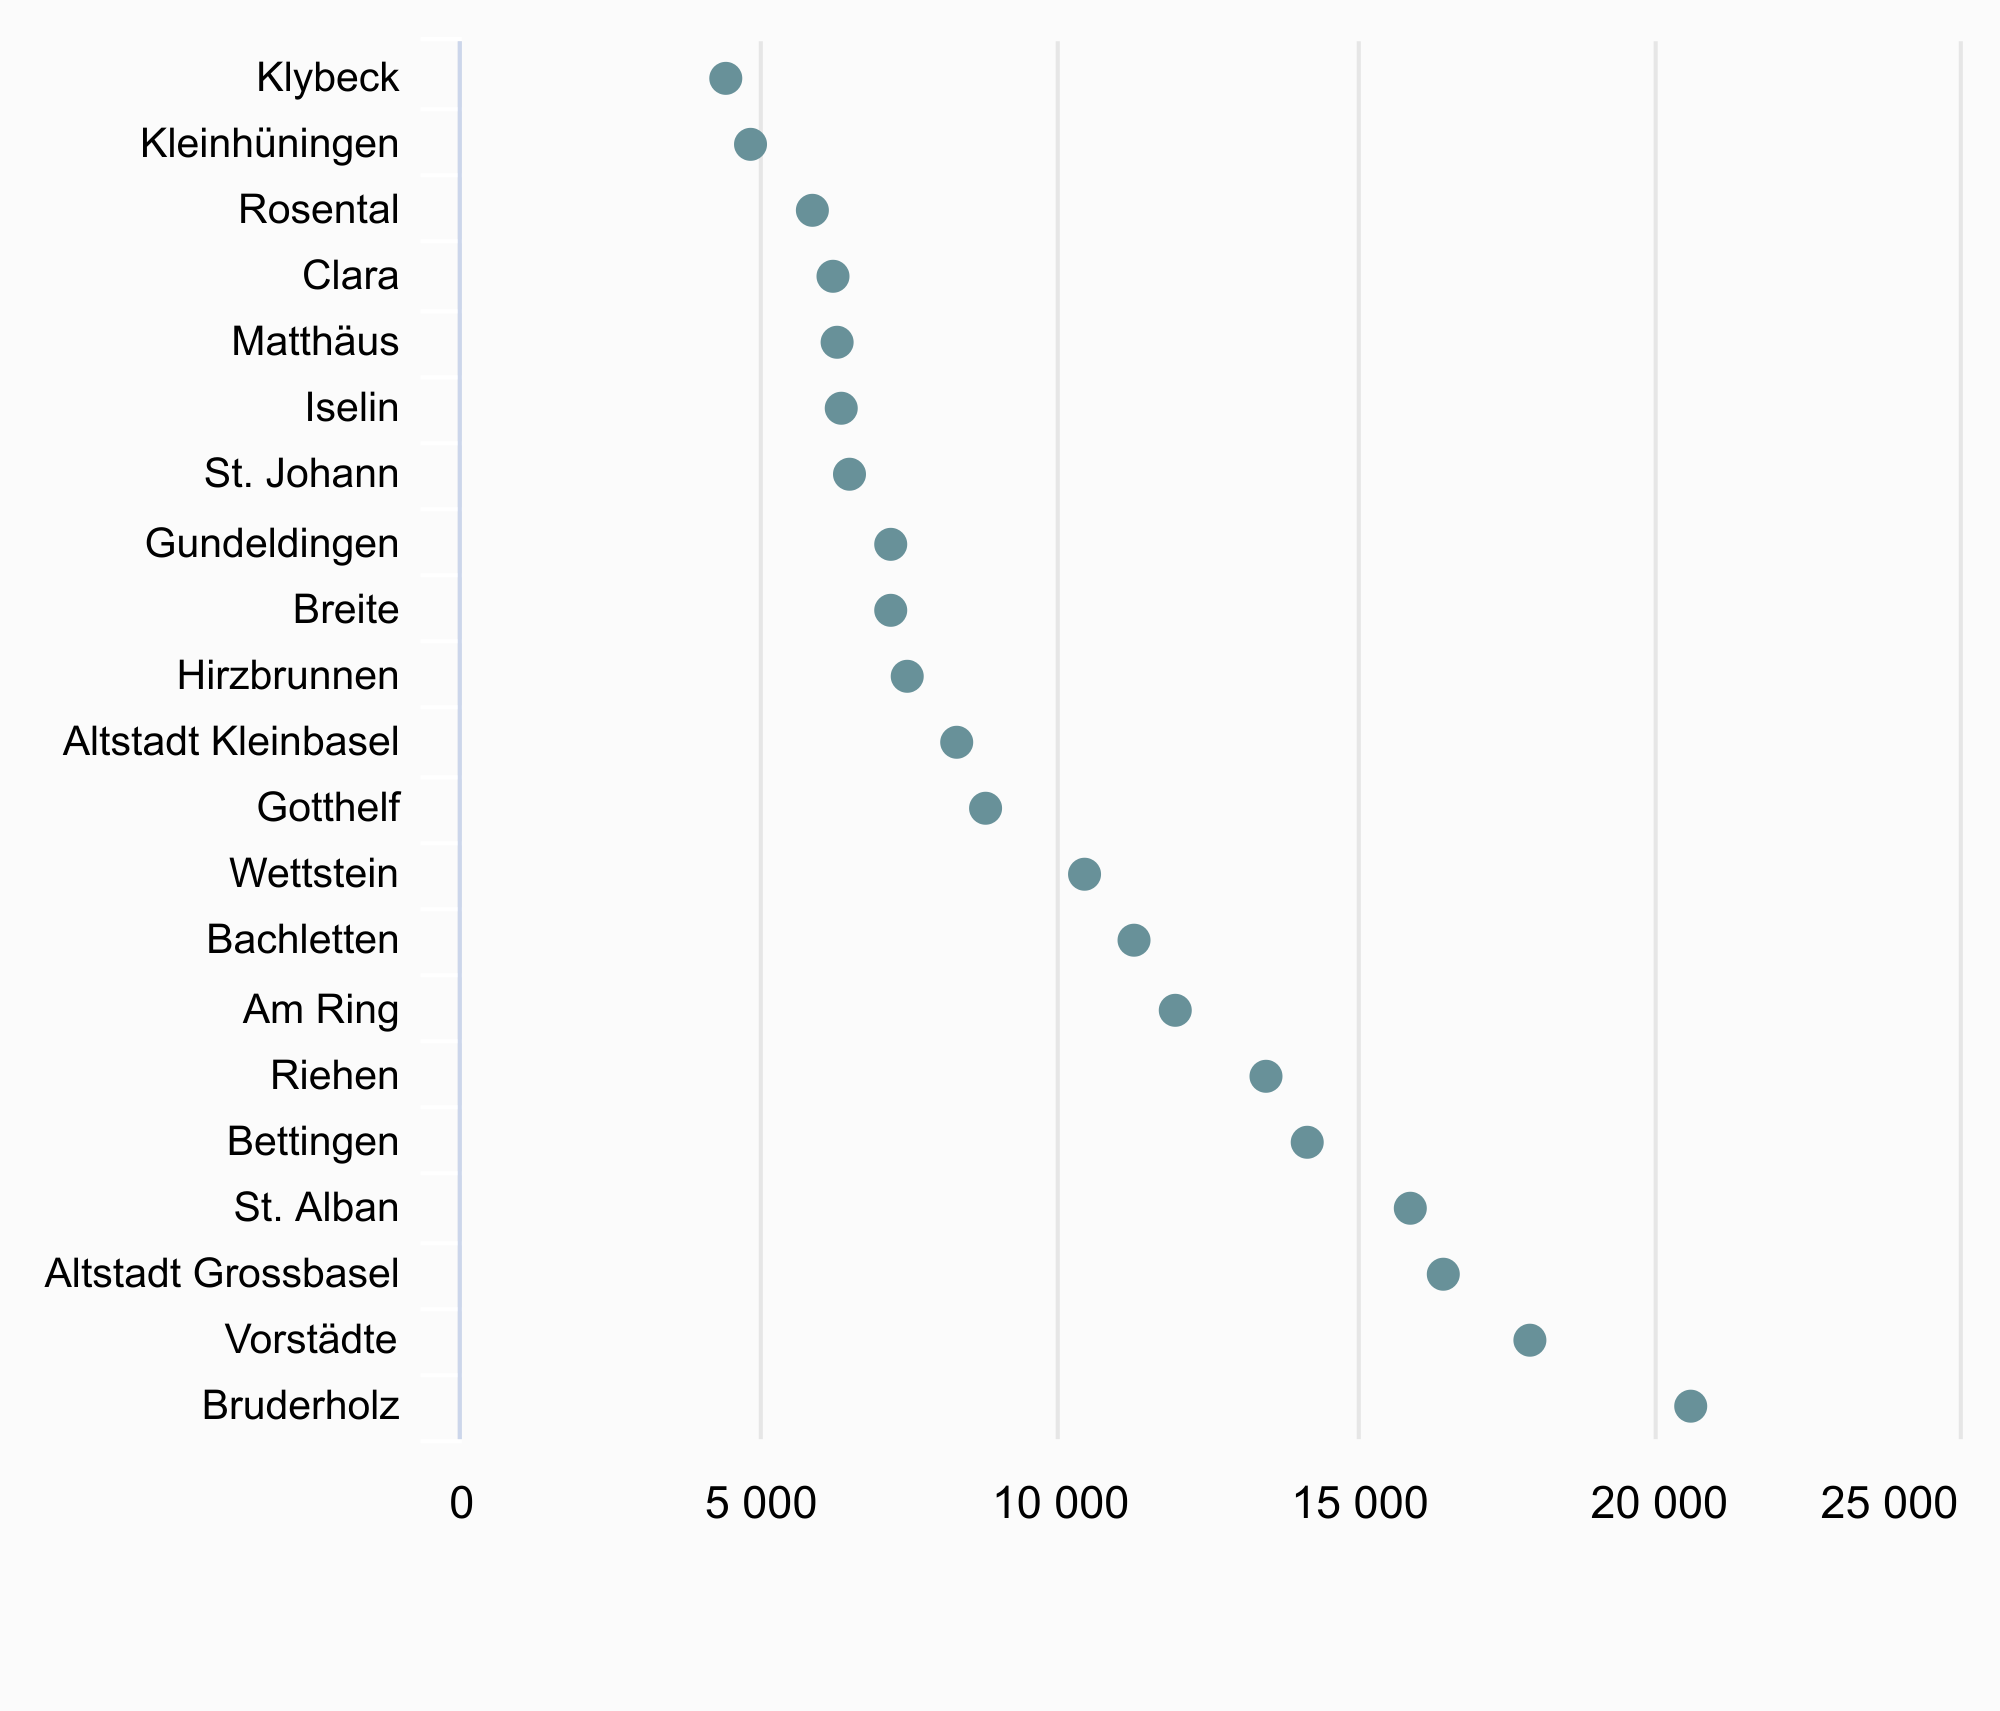 Klybeck
Kleinhüningen
Rosental
Clara
Matthäus
Iselin
St. Johann
Gundeldingen
Breite
Hirzbrunnen
Altstadt Kleinbasel
Gotthelf
Wettstein
Bachletten
Am Ring
Riehen
Bettingen
St. Alban
Altstadt Grossbasel
Vorstädte
Bruderholz
0 5 000 10 000 15 000 20 000 25 000